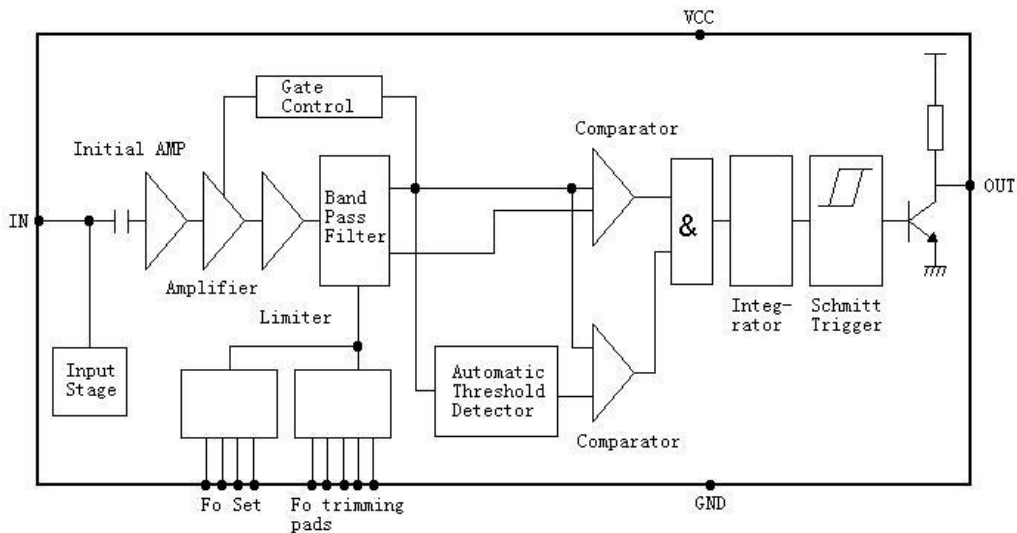 VCC
Gate
Control
Initial AMP
Comparator
IN
Band
Pass
Filter
&
OUT
Amplifier
Limiter
Integ-
rator
Schmitt
Trigger
Input
Stage
Automatic
Threshold
Detector
Comparator
Fo Set
Fo trimming
pads
GND